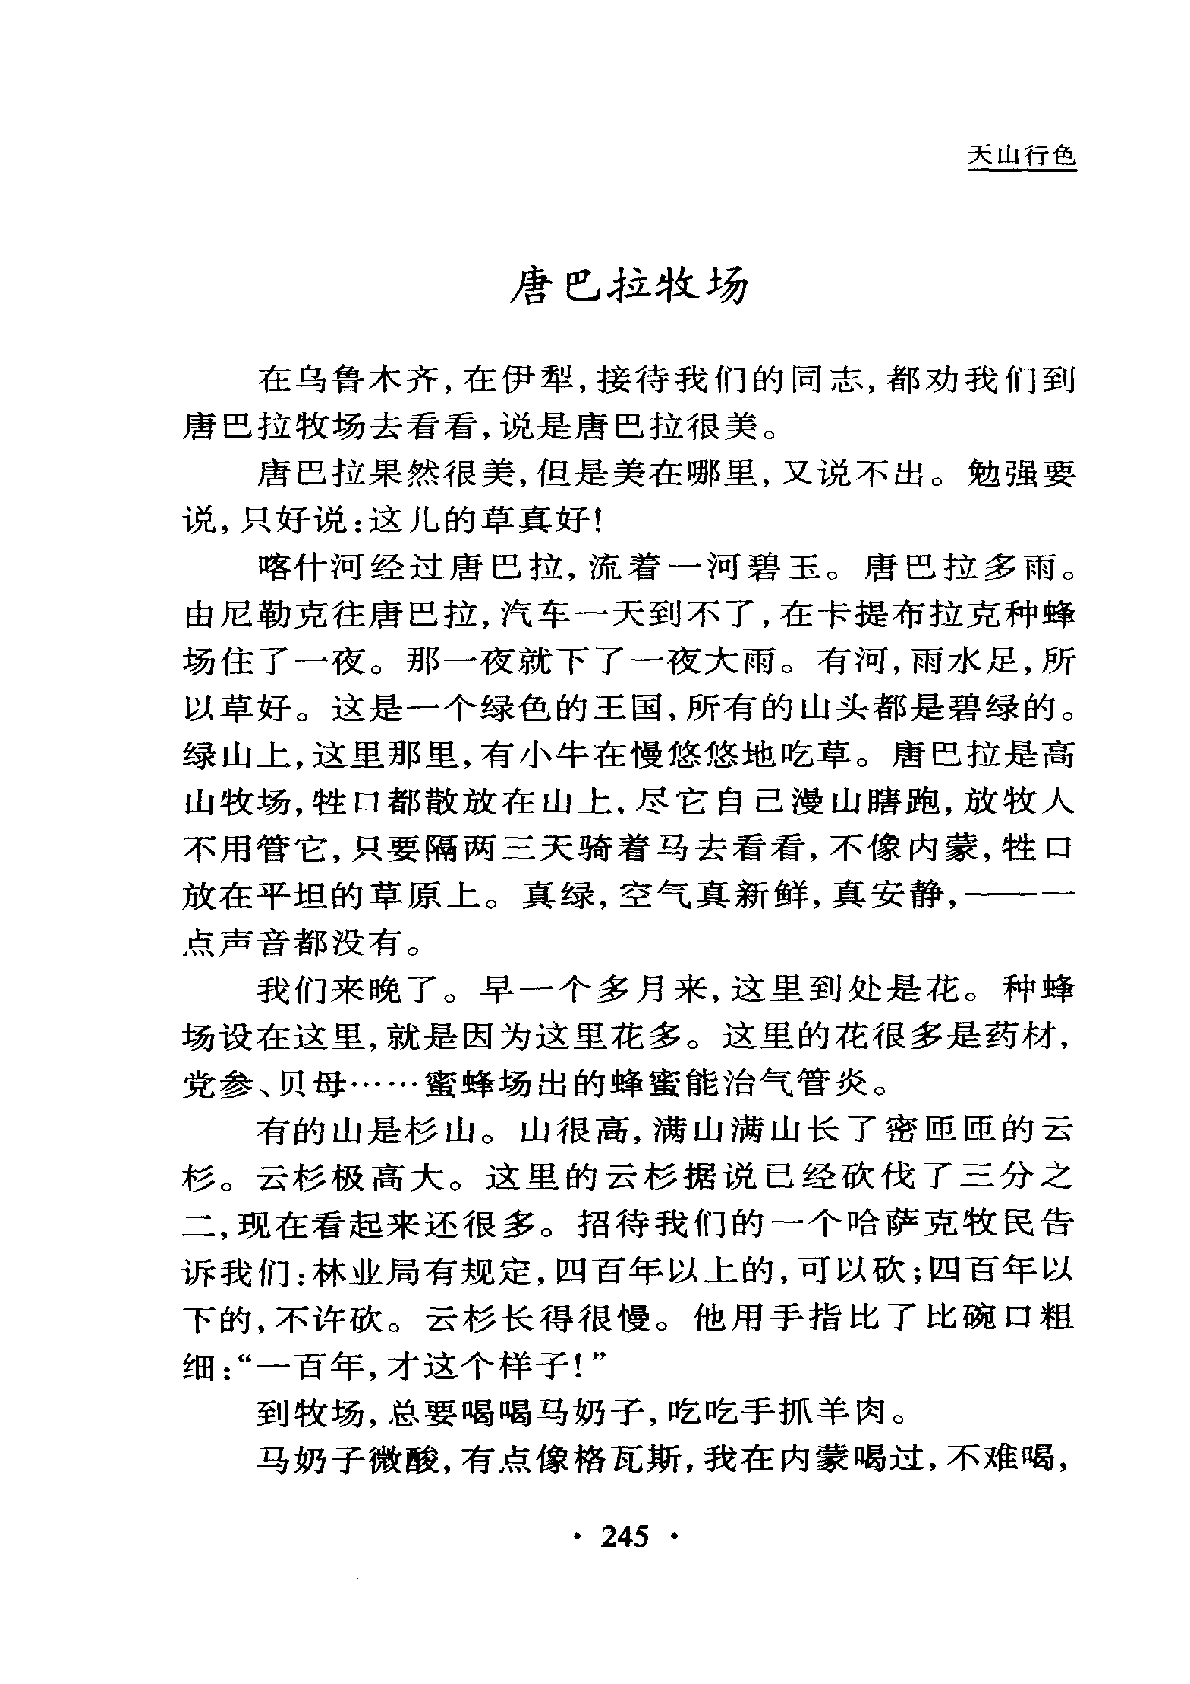 天山行色
唐巴拉牧场
在乌鲁木齐,在伊犁,接待我们的同志,都劝我们到
唐巴拉牧场去看看,说是唐巴拉很美。
唐巴拉果然很美,但是美在哪里,又说不出。勉强要
说,只好说:这儿的草真好!
喀什河经过唐巴拉,流着一河碧玉。唐巴拉多雨。
由尼勒克往唐巴拉,汽车一天到不了,在卡提布拉克种蜂
场住了一夜。那一夜就下了一夜大雨。有河,雨水足,所
以草好。这是一个绿色的王国,所有的山头都是碧绿的。
绿山上,这里那里,有小牛在慢悠悠地吃草。唐巴拉是高
山牧场,牲口都散放在山上,尽它自己漫山瞎跑,放牧人
不用管它,只要隔两三天骑着马去看看,不像内蒙,牲口
放在平坦的草原上。真绿,空气真新鲜,真安静,——一
点声音都没有。
我们来晚了。早一个多月来,这里到处是花。种蜂
场设在这里,就是因为这里花多。这里的花很多是药材,
党参、贝母……蜜蜂场出的蜂蜜能治气管炎。
有的山是杉山。山很高,满山满山长了密匝匝的云
杉。云杉极高大。这里的云杉据说已经砍伐了三分之
二,现在看起来还很多。招待我们的一个哈萨克牧民告
诉我们:林业局有规定,四百年以上的,可以砍;四百年以
下的,不许砍。云杉长得很慢。他用手指比了比碗口粗
细:“一百年,才这个样子!”
到牧场,总要喝喝马奶子,吃吃手抓羊肉。
马奶子微酸,有点像格瓦斯,我在内蒙喝过,不难喝,
· 245 ·